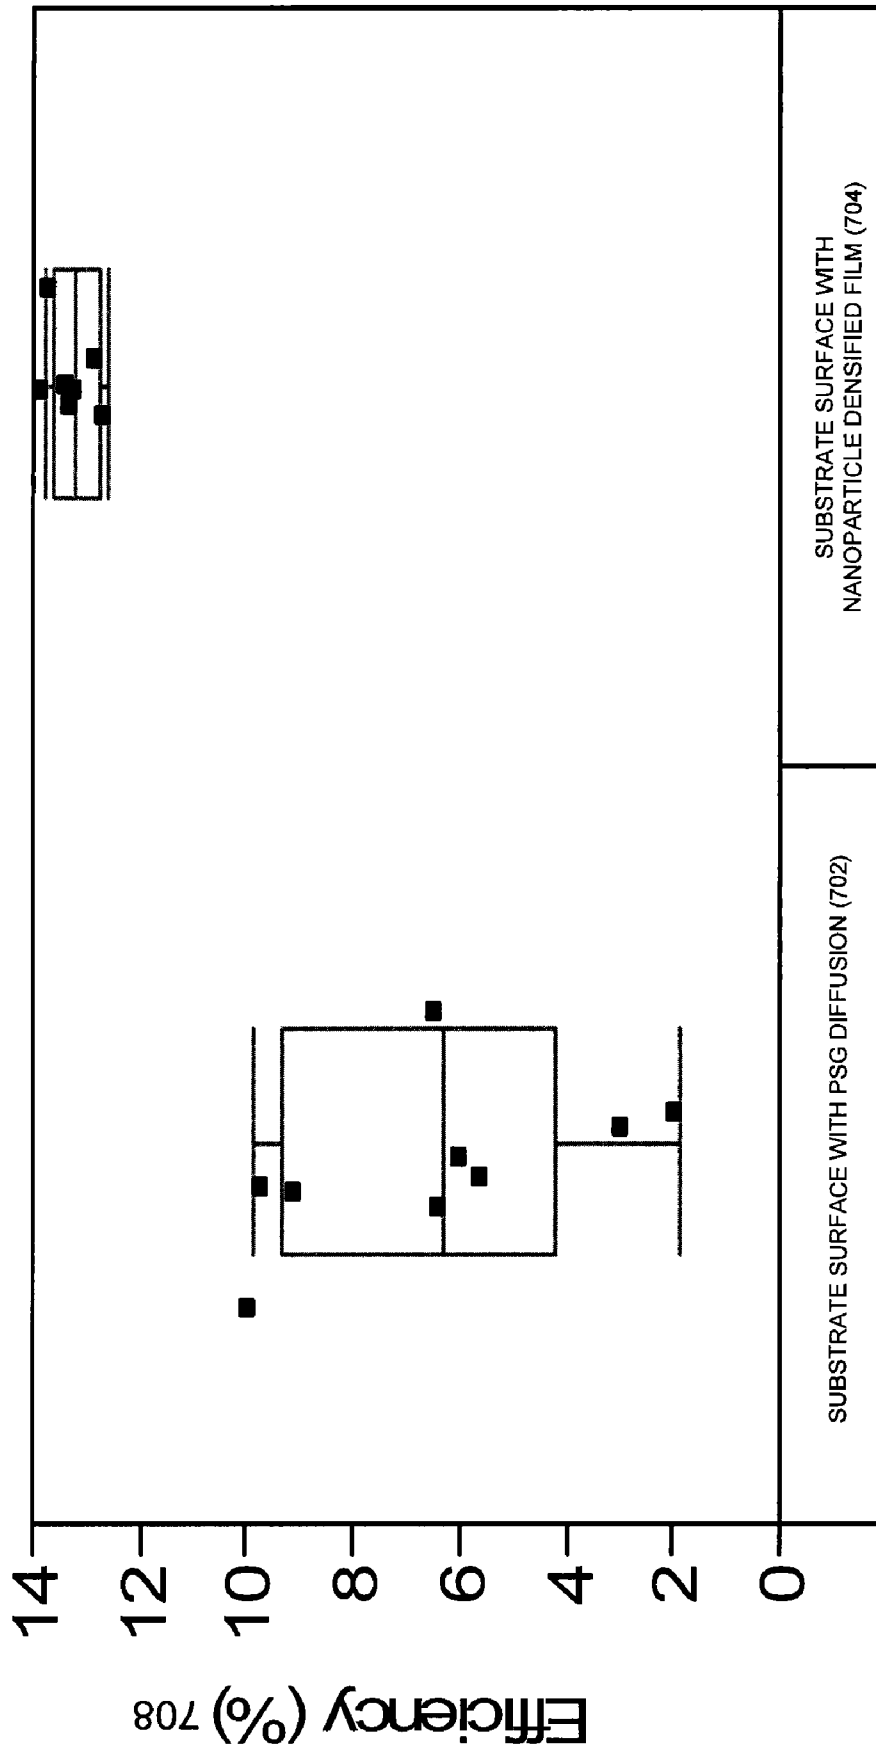 Efficiency (%) 708
14
12
10
8
6
4
2
0
SUBSTRATE SURFACE WITH PSG DIFFUSION (702)
SUBSTRATE SURFACE WITH
NANOPARTICLE DENSIFIED FILM (704)